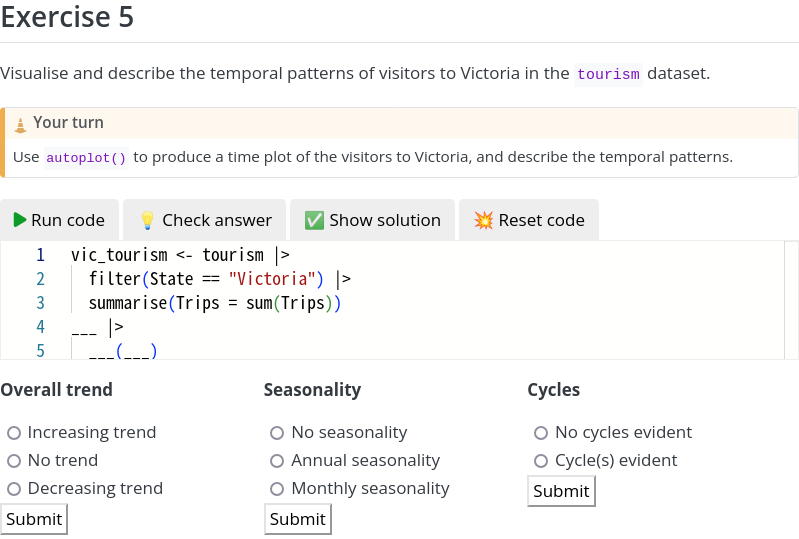 Exercise 5
Visualise and describe the temporal patterns of visitors to Victoria in the tourism dataset.
Your turn
Use autoplot() to produce a time plot of the visitors to Victoria, and describe the temporal patterns.
Run code
Check answer
Show solution
Reset code
1 vic_tourism <- tourism |>
2 filter(State == "Victoria") |>
3 summarise(Trips = sum(Trips))
4 ___ |>
5 ___(___)
Overall trend
Increasing trend
No trend
Decreasing trend
Submit
Seasonality
No seasonality
Annual seasonality
Monthly seasonality
Submit
Cycles
No cycles evident
Cycle(s) evident
Submit